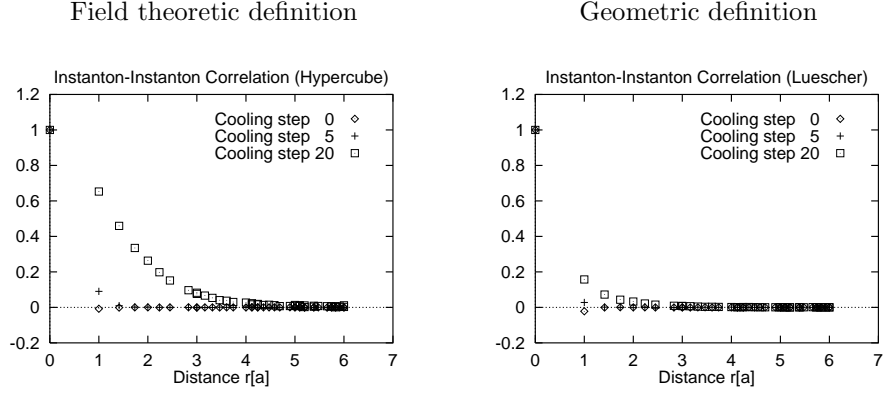 Field theoretic definition
Geometric definition
Instanton-Instanton Correlation (Hypercube)
1.2
1
0.8
0.6
0.4
0.2
0
-0.2
Cooling step 0
Cooling step 5
Cooling step 20
0 1 2 3 4 5 6 7
Distance r[a]
Instanton-Instanton Correlation (Luescher)
1.2
1
0.8
0.6
0.4
0.2
0
-0.2
Cooling step 0
Cooling step 5
Cooling step 20
0 1 2 3 4 5 6 7
Distance r[a]